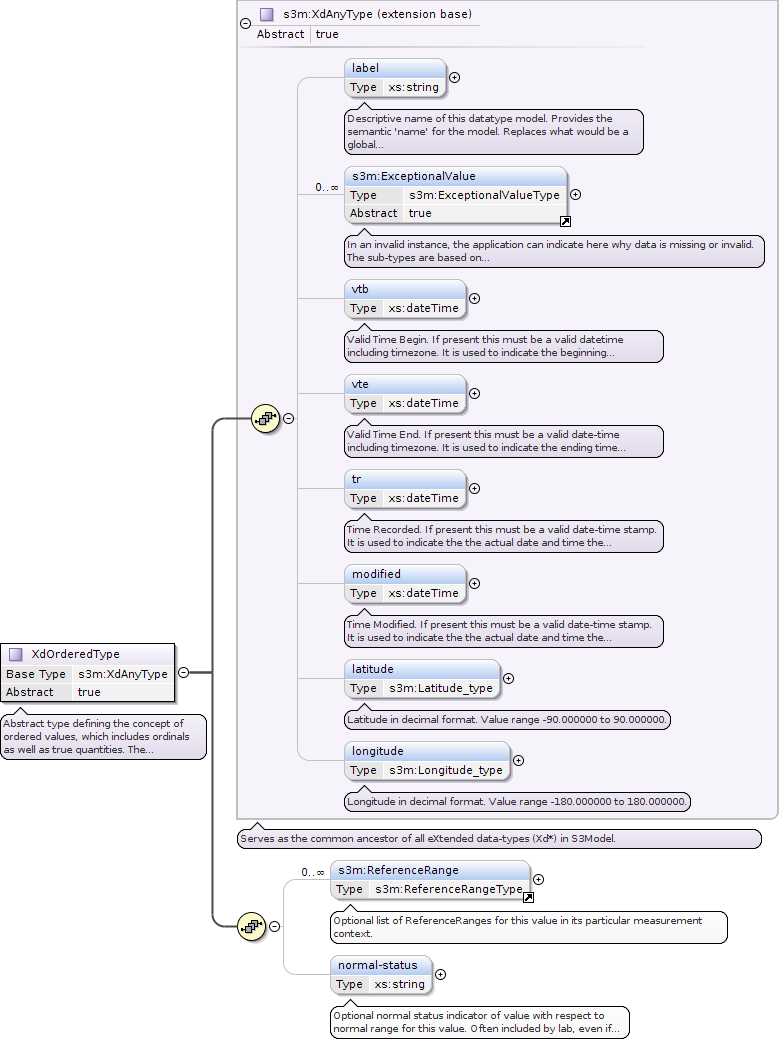 s3m:XdAnyType (extension base)
Abstract true
label
Type xs:string
Descriptive name of this datatype model. Provides the
semantic 'name' for the model. Replaces what would be a
global...
0..∞
s3m:ExceptionalValue
Type s3m:ExceptionalValueType
Abstract true
In an invalid instance, the application can indicate here why data is missing or invalid.
The sub-types are based on...
vtb
Type xs:dateTime
Valid Time Begin. If present this must be a valid datetime
including timezone. It is used to indicate the beginning...
vte
Type xs:dateTime
Valid Time End. If present this must be a valid date-time
including timezone. It is used to indicate the ending time...
tr
Type xs:dateTime
Time Recorded. If present this must be a valid date-time stamp.
It is used to indicate the the actual date and time the...
modified
Type xs:dateTime
Time Modified. If present this must be a valid date-time stamp.
It is used to indicate the the actual date and time the...
XdOrderedType
Base Type s3m:XdAnyType
Abstract true
Abstract type defining the concept of
ordered values, which includes ordinals
as well as true quantities. The...
latitude
Type s3m:Latitude_type
Latitude in decimal format. Value range -90.000000 to 90.000000.
longitude
Type s3m:Longitude_type
Longitude in decimal format. Value range -180.000000 to 180.000000.
Serves as the common ancestor of all eXtended data-types (Xd*) in S3Model.
0..∞
s3m:ReferenceRange
Type s3m:ReferenceRangeType
Optional list of ReferenceRanges for this value in its particular measurement
context.
normal-status
Type xs:string
Optional normal status indicator of value with respect to
normal range for this value. Often included by lab, even if...